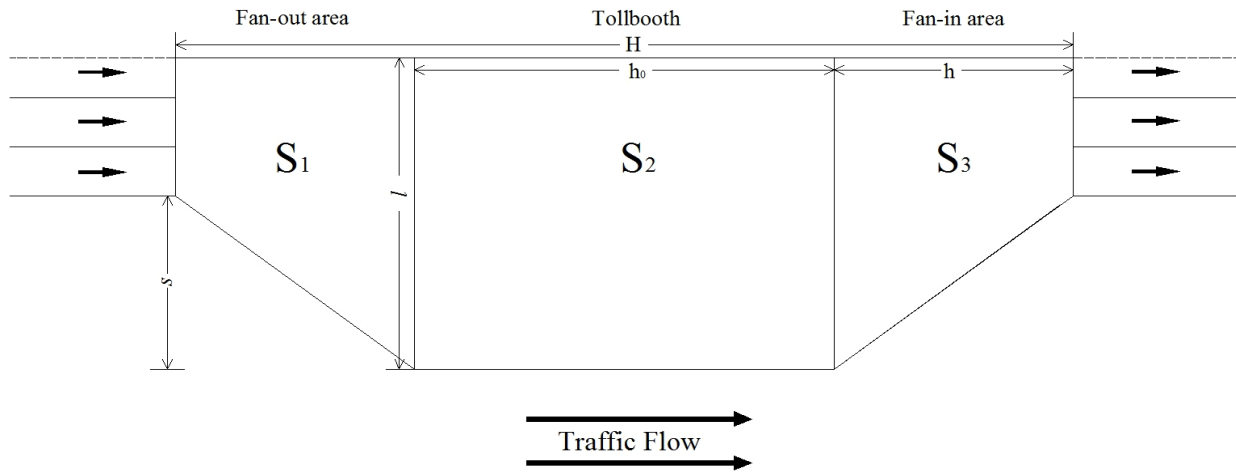 Fan-out area Tollbooth Fan-in area
H
h₀ h
l
S₁ S₂ S₃
s
Traffic Flow